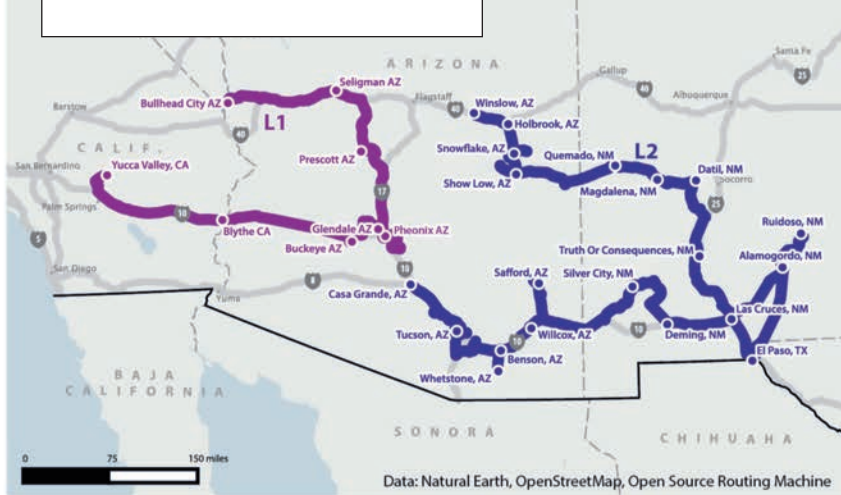 ARIZONA
Santa Fe
Seligman AZ
Gallup
40
25
Bullhead City AZ
Flagstaff
40
Winslow, AZ
Albuquerque
Barstow
L1
Holbrook, AZ
40
CALIF.
Snowflake, AZ
Quemado, NM
L2
San Bernardino
Yucca Valley, CA
Prescott AZ
Datil, NM
Show Low, AZ
Magdalena, NM
Socorro
17
Palm Springs
10
25
Ruidoso, NM
Glendale AZ
Pheonix AZ
Blythe CA
5
Buckeye AZ
Truth Or Consequences, NM
Alamogordo, NM
San Diego
10
Safford, AZ
Silver City, NM
8
Casa Grande, AZ
Yuma
Las Cruces, NM
Tucson, AZ
10
Willcox, AZ
10
Deming, NM
Benson, AZ
El Paso, TX
BAJA
CALIFORNIA
Whetstone, AZ
SONORA
CHIHUAHA
0 75 150 miles
Data: Natural Earth, OpenStreetMap, Open Source Routing Machine